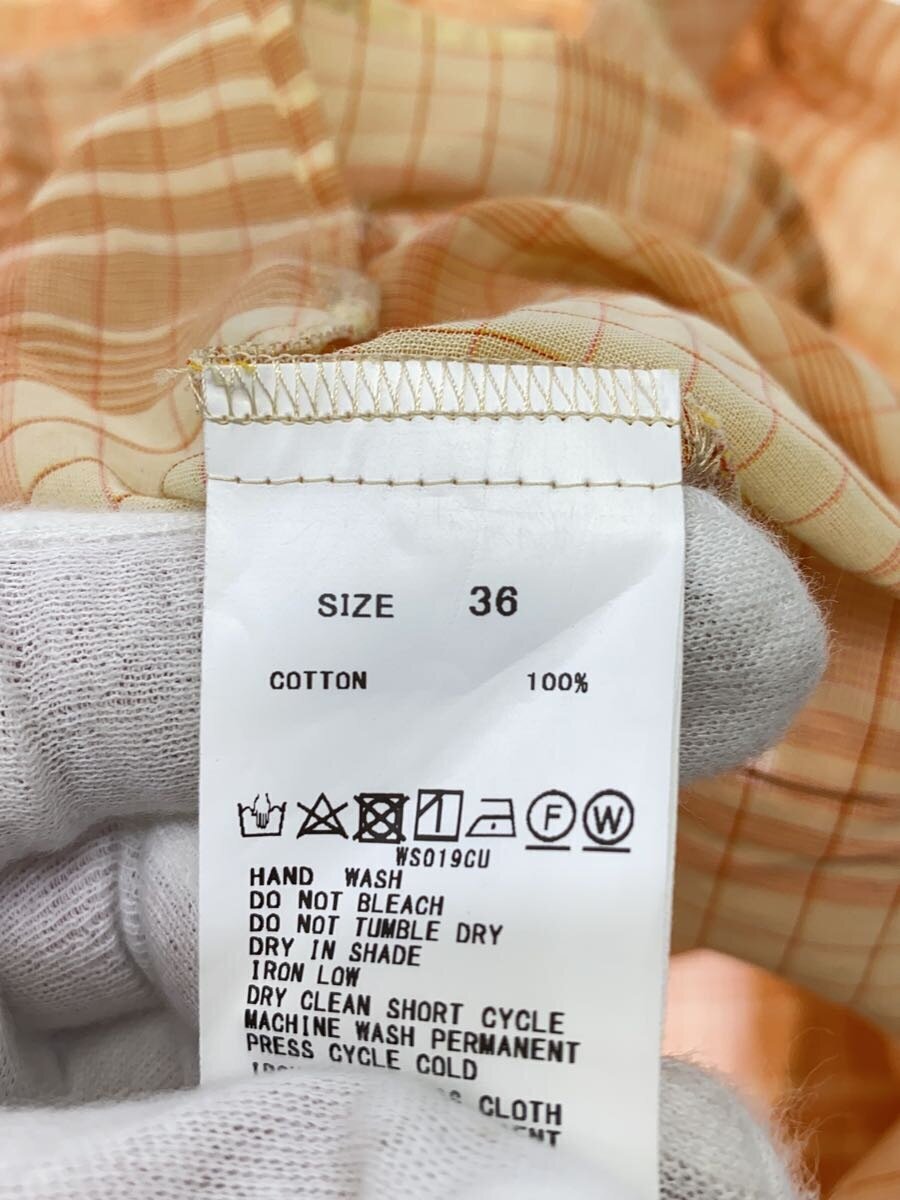 SIZE 36
COTTON 100%
F W
WS019CU
HAND WASH
DO NOT BLEACH
DO NOT TUMBLE DRY
DRY IN SHADE
IRON LOW
DRY CLEAN SHORT CYCLE
MACHINE WASH PERMANENT
PRESS CYCLE COLD
CLOTH